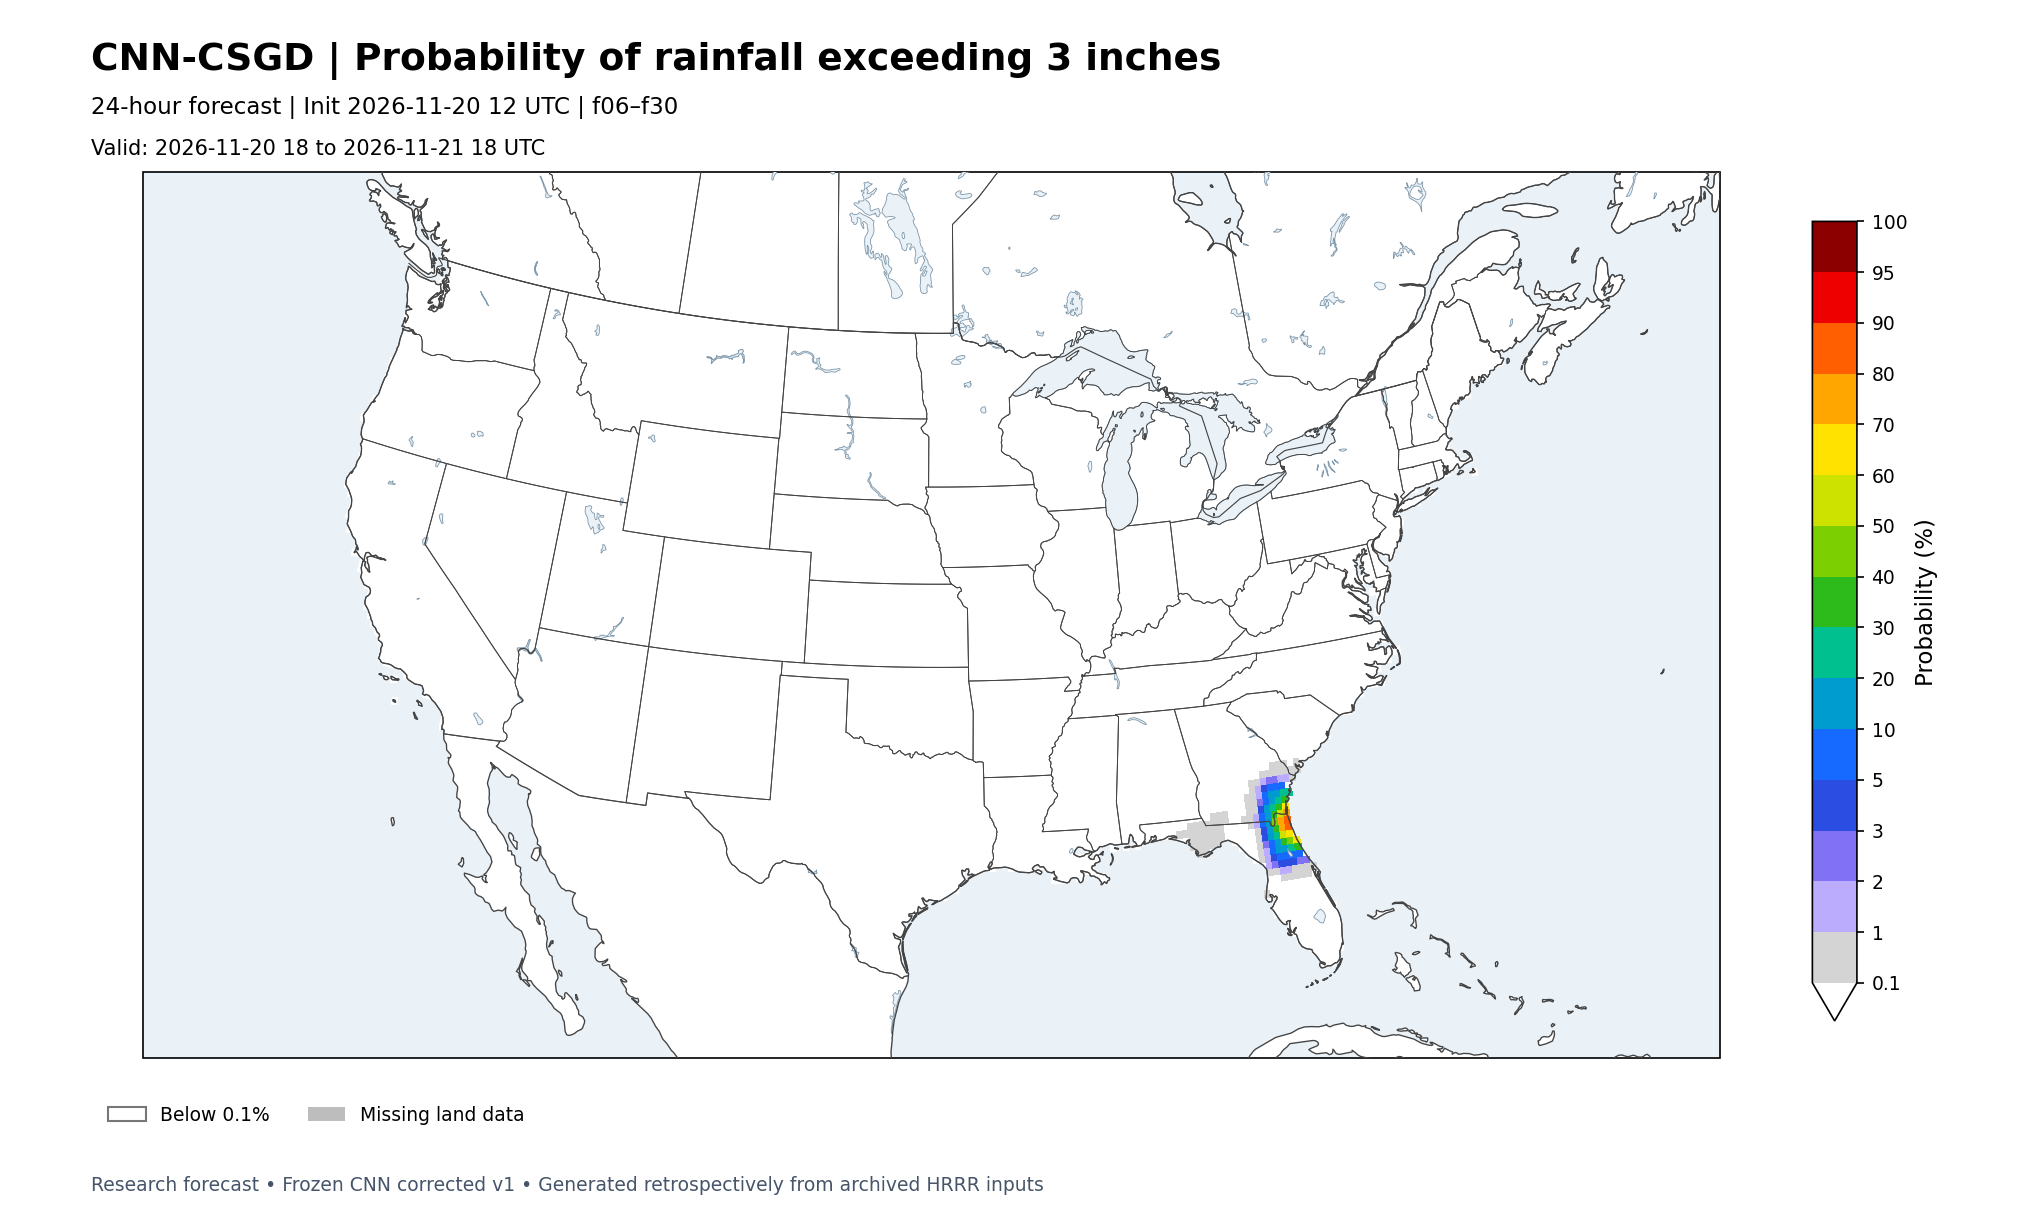 CNN-CSGD | Probability of rainfall exceeding 3 inches
24-hour forecast | Init 2026-11-20 12 UTC | f06–f30
Valid: 2026-11-20 18 to 2026-11-21 18 UTC
100
95
90
80
70
60
50
40
30
20
10
5
3
2
1
0.1
Probability (%)
Below 0.1%
Missing land data
Research forecast • Frozen CNN corrected v1 • Generated retrospectively from archived HRRR inputs